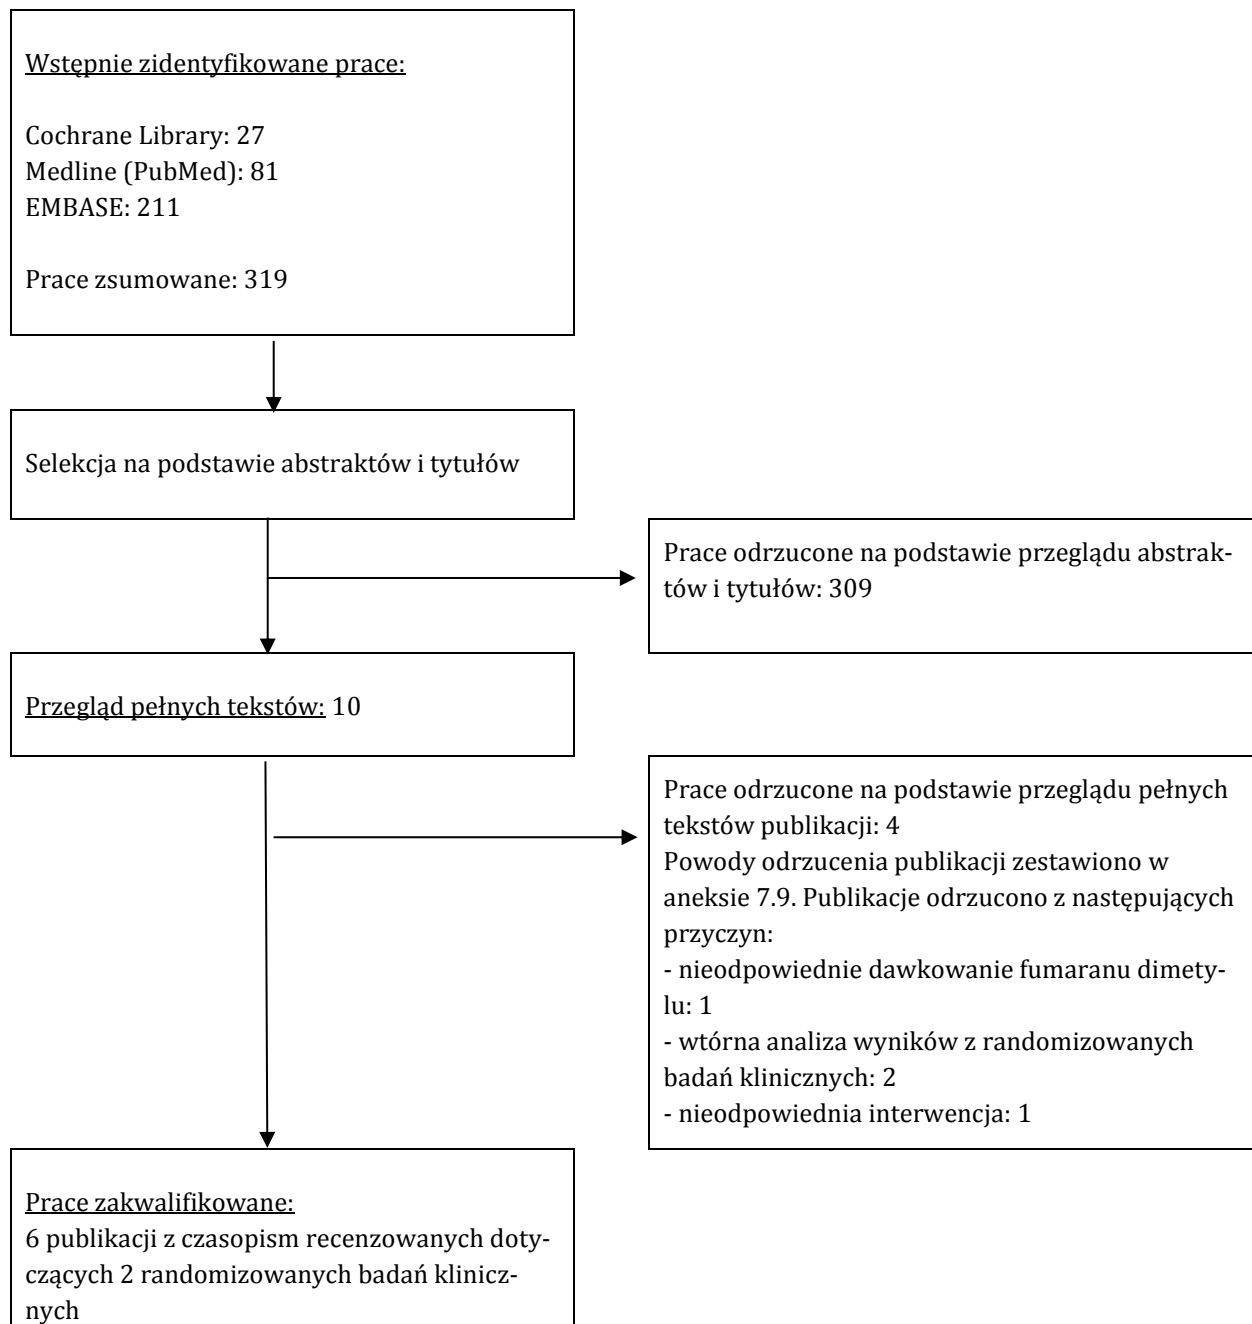 Wstępnie zidentyfikowane prace:
Cochrane Library: 27
Medline (PubMed): 81
EMBASE: 211
Prace zsumowane: 319
Selekcja na podstawie abstraktów i tytułów
Prace odrzucone na podstawie przeglądu abstrak-
tów i tytułów: 309
Przegląd pełnych tekstów: 10
Prace odrzucone na podstawie przeglądu pełnych
tekstów publikacji: 4
Powody odrzucenia publikacji zestawiono w
aneksie 7.9. Publikacje odrzucono z następujących
przyczyn:
- nieodpowiednie dawkowanie fumaranu dimety-
lu: 1
- wtórna analiza wyników z randomizowanych
badań klinicznych: 2
- nieodpowiednia interwencja: 1
Prace zakwalifikowane:
6 publikacji z czasopism recenzowanych doty-
czących 2 randomizowanych badań klinicz-
nych